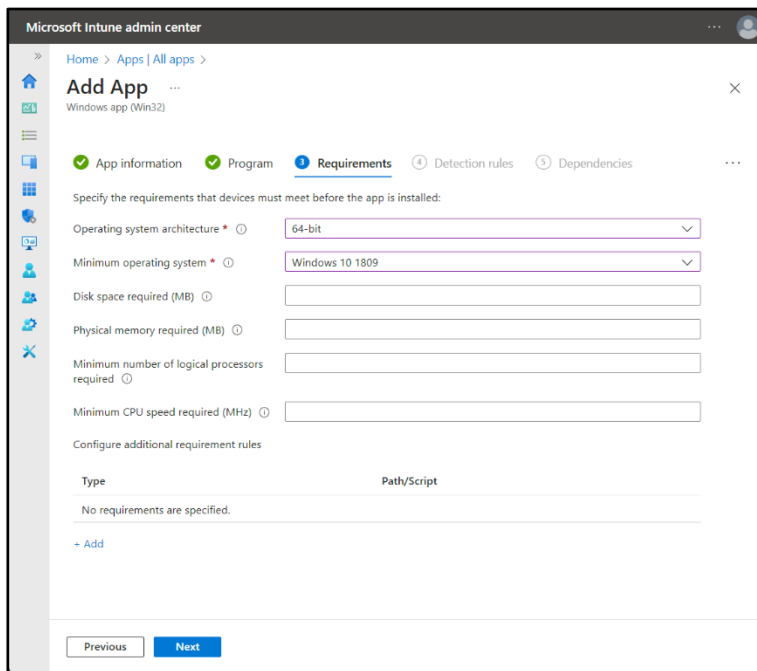 Microsoft Intune admin center ...
»
Home > Apps | All apps >
Add App ...
Windows app (Win32)
App information Program 3 Requirements 4 Detection rules 5 Dependencies ...
Specify the requirements that devices must meet before the app is installed:
Operating system architecture * 64-bit
Minimum operating system * Windows 10 1809
Disk space required (MB)
Physical memory required (MB)
Minimum number of logical processors
required
Minimum CPU speed required (MHz)
Configure additional requirement rules
Type Path/Script
No requirements are specified.
+ Add
Previous Next